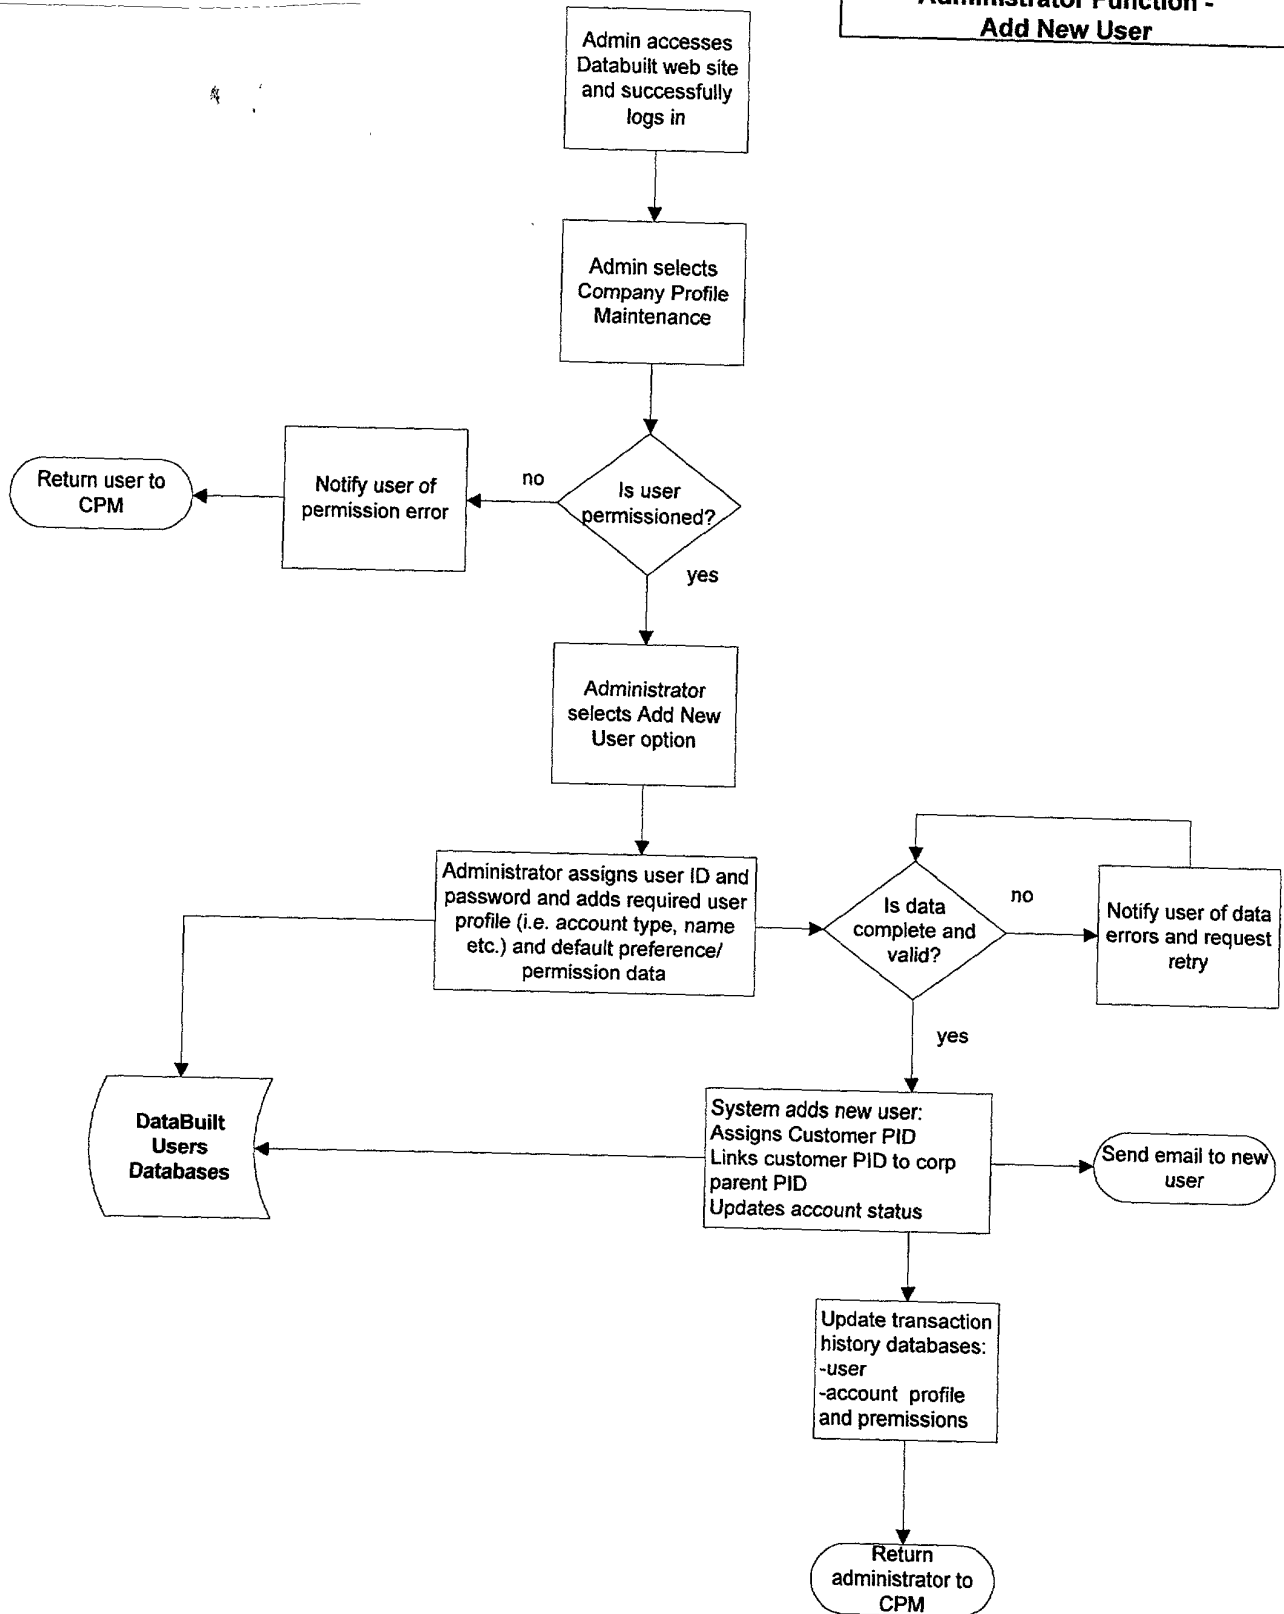 Administrator Function -
Add New User
Admin accesses
Databuilt web site
and successfully
logs in
Admin selects
Company Profile
Maintenance
Is user
permissioned?
no
yes
Notify user of
permission error
Return user to
CPM
Administrator
selects Add New
User option
Administrator assigns user ID and
password and adds required user
profile (i.e. account type, name
etc.) and default preference/
permission data
Is data
complete and
valid?
no
yes
Notify user of data
errors and request
retry
DataBuilt
Users
Databases
System adds new user:
Assigns Customer PID
Links customer PID to corp
parent PID
Updates account status
Send email to new
user
Update transaction
history databases:
-user
-account profile
and premissions
Return
administrator to
CPM